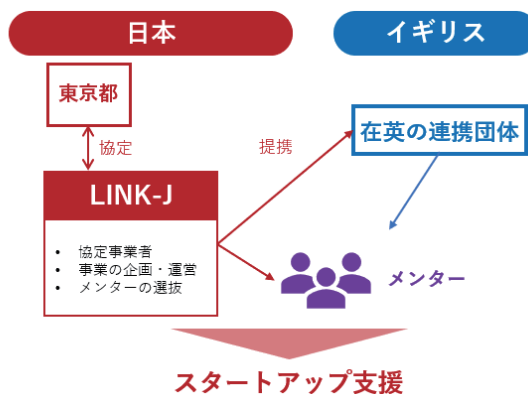 日本
イギリス
東京都
協定
提携
在英の連携団体
LINK-J
• 協定事業者
• 事業の企画・運営
• メンターの選抜
メンター
スタートアップ支援